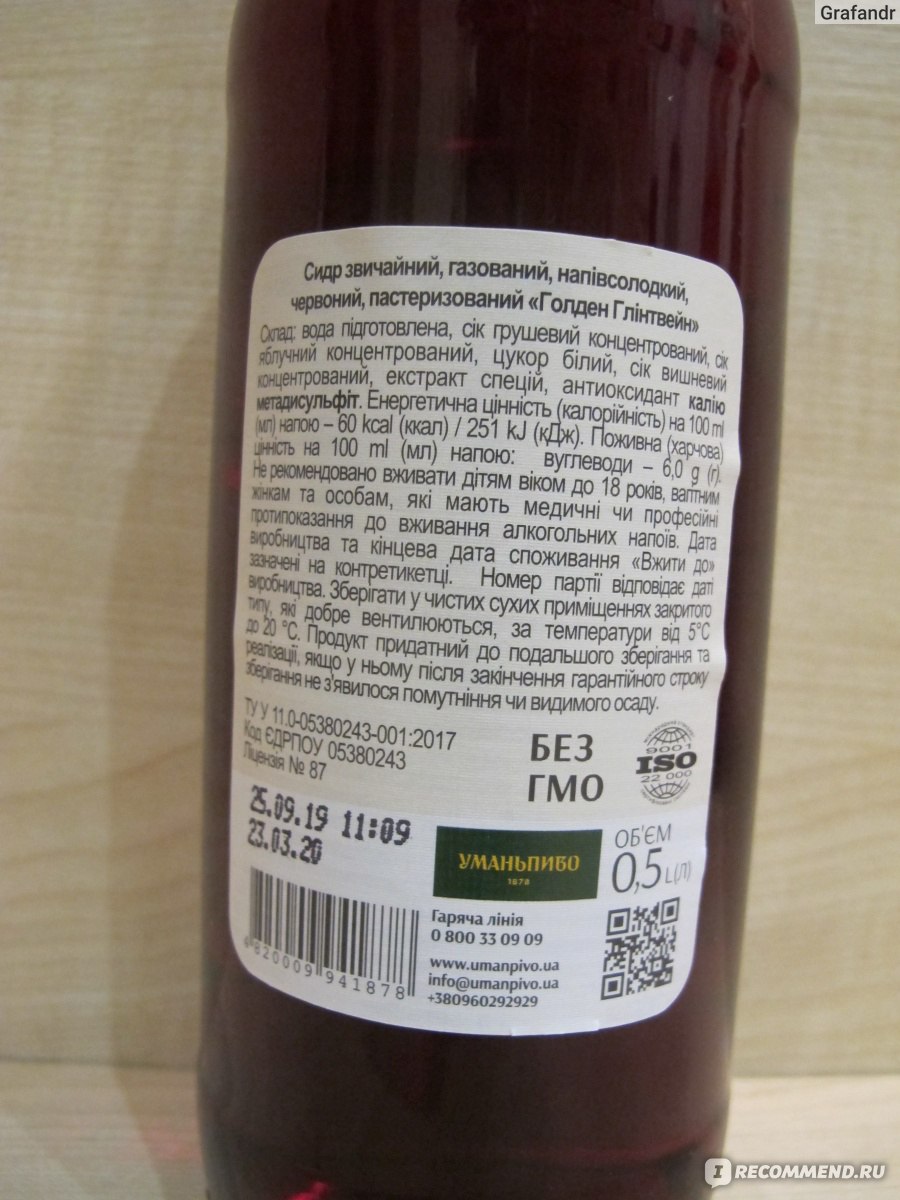 Grafandr
Сидр звичайний, газований, напівсолодкий,
червоний, пастеризований «Голден Глінтвейн»
Склад: вода підготовлена, сік грушевий концентрований, сік
яблучний концентрований, цукор білий, сік вишневий
концентрований, екстракт спецій, антиоксидант калію
метадисульфіт. Енергетична цінність (калорійність) на 100 ml
(мл) напою – 60 kcal (ккал) / 251 kJ (кДж). Поживна (харчова)
цінність на 100 ml (мл) напою: вуглеводи – 6,0 g (г).
Не рекомендовано вживати дітям віком до 18 років, вагітним
жінкам та особам, які мають медичні чи професійні
протипоказання до вживання алкогольних напоїв. Дата
виробництва та кінцева дата споживання «Вжити до»
зазначені на контретикетці. Номер партії відповідає даті
виробництва. Зберігати у чистих сухих приміщеннях закритого
типу, які добре вентилюються, за температури від 5°С
до 20 °С. Продукт придатний до подальшого зберігання та
реалізації, якщо у ньому після закінчення гарантійного строку
зберігання не з'явилося помутніння чи видимого осаду.
ТУ У 11.0-05380243-001:2017
Код ЄДРПОУ 05380243
Ліцензія № 87
БЕЗ
ГМО
9001
ISO
22 000
25.09.19 11:09
23.03.20
УМАНЬПИВО
1878
ОБ'ЄМ
0,5 L(Л)
Гаряча лінія
0 800 33 09 09
www.umanpivo.ua
info@umanpivo.ua
+380960292929
4820009 941878
IRECOMMEND.RU